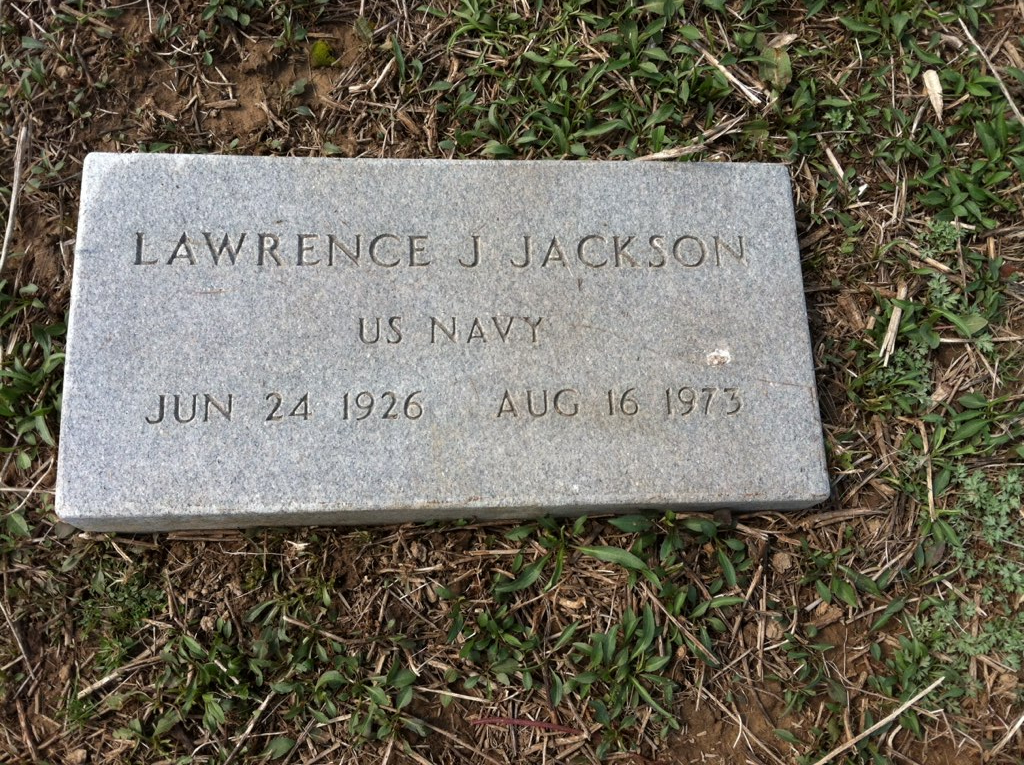 LAWRENCE J JACKSON
US NAVY
JUN 24 1926 AUG 16 1973